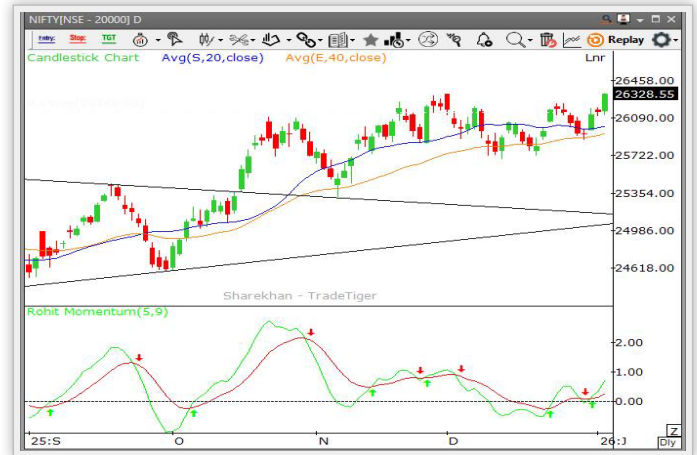 NIFTY[NSE - 20000] D
Entry: Stop: TGT Replay
Candlestick Chart Avg(S,20,close) Avg(E,40,close) Lnr
26458.00
26328.55
26090.00
25722.00
25354.00
24986.00
24618.00
Sharekhan - TradeTiger
Rohit Momentum(5,9)
2.00
1.00
0.00
25:S O N D 26:J
Z
Dly